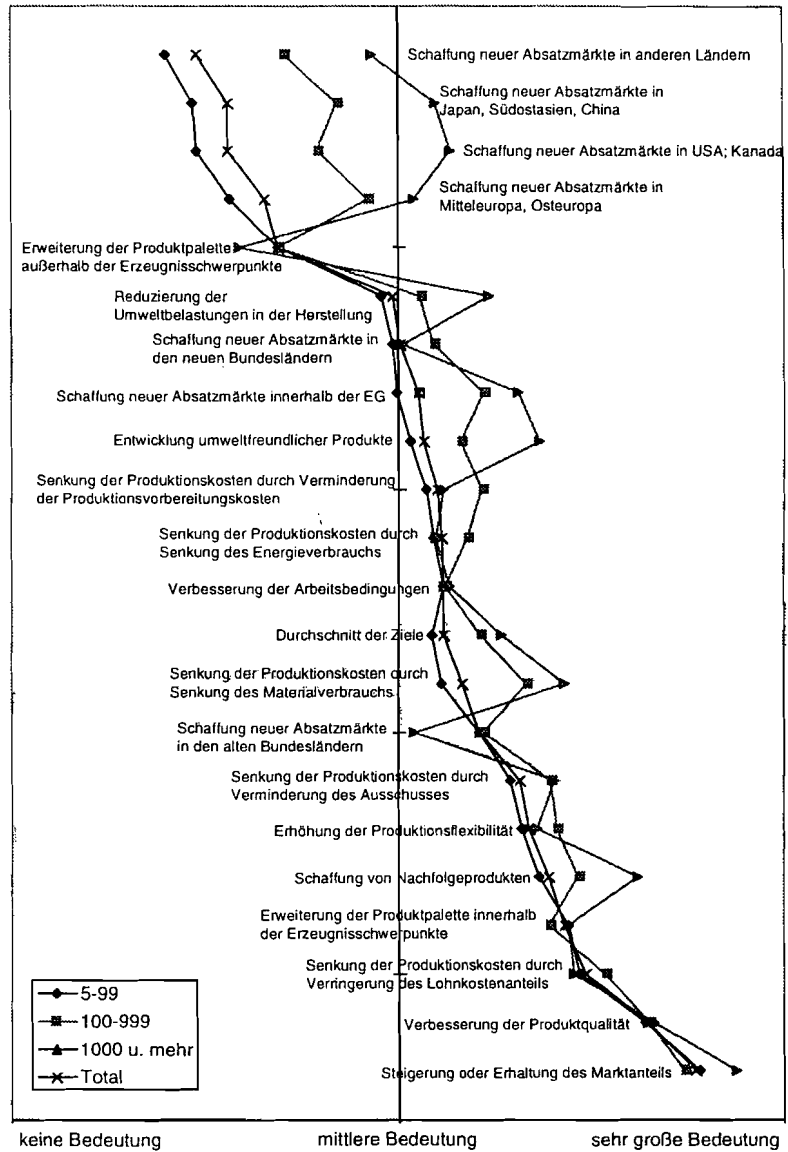 Schaffung neuer Absatzmärkte in anderen Ländern
Schaffung neuer Absatzmärkte in
Japan, Südostasien, China
Schaffung neuer Absatzmärkte in USA; Kanada
Schaffung neuer Absatzmärkte in
Mitteleuropa, Osteuropa
Erweiterung der Produktpalette
außerhalb der Erzeugnisschwerpunkte
Reduzierung der
Umweltbelastungen in der Herstellung
Schaffung neuer Absatzmärkte in
den neuen Bundesländern
Schaffung neuer Absatzmärkte innerhalb der EG
Entwicklung umweltfreundlicher Produkte
Senkung der Produktionskosten durch Verminderung
der Produktionsvorbereitungskosten
Senkung der Produktionskosten durch
Senkung des Energieverbrauchs
Verbesserung der Arbeitsbedingungen
Durchschnitt der Ziele
Senkung der Produktionskosten durch
Senkung des Materialverbrauchs
Schaffung neuer Absatzmärkte
in den alten Bundesländern
Senkung der Produktionskosten durch
Verminderung des Ausschusses
Erhöhung der Produktionsflexibilität
Schaffung von Nachfolgeprodukten
Erweiterung der Produktpalette innerhalb
der Erzeugnisschwerpunkte
Senkung der Produktionskosten durch
Verringerung des Lohnkostenanteils
Verbesserung der Produktqualität
Steigerung oder Erhaltung des Marktanteils
5-99
100-999
1000 u. mehr
Total
keine Bedeutung mittlere Bedeutung sehr große Bedeutung